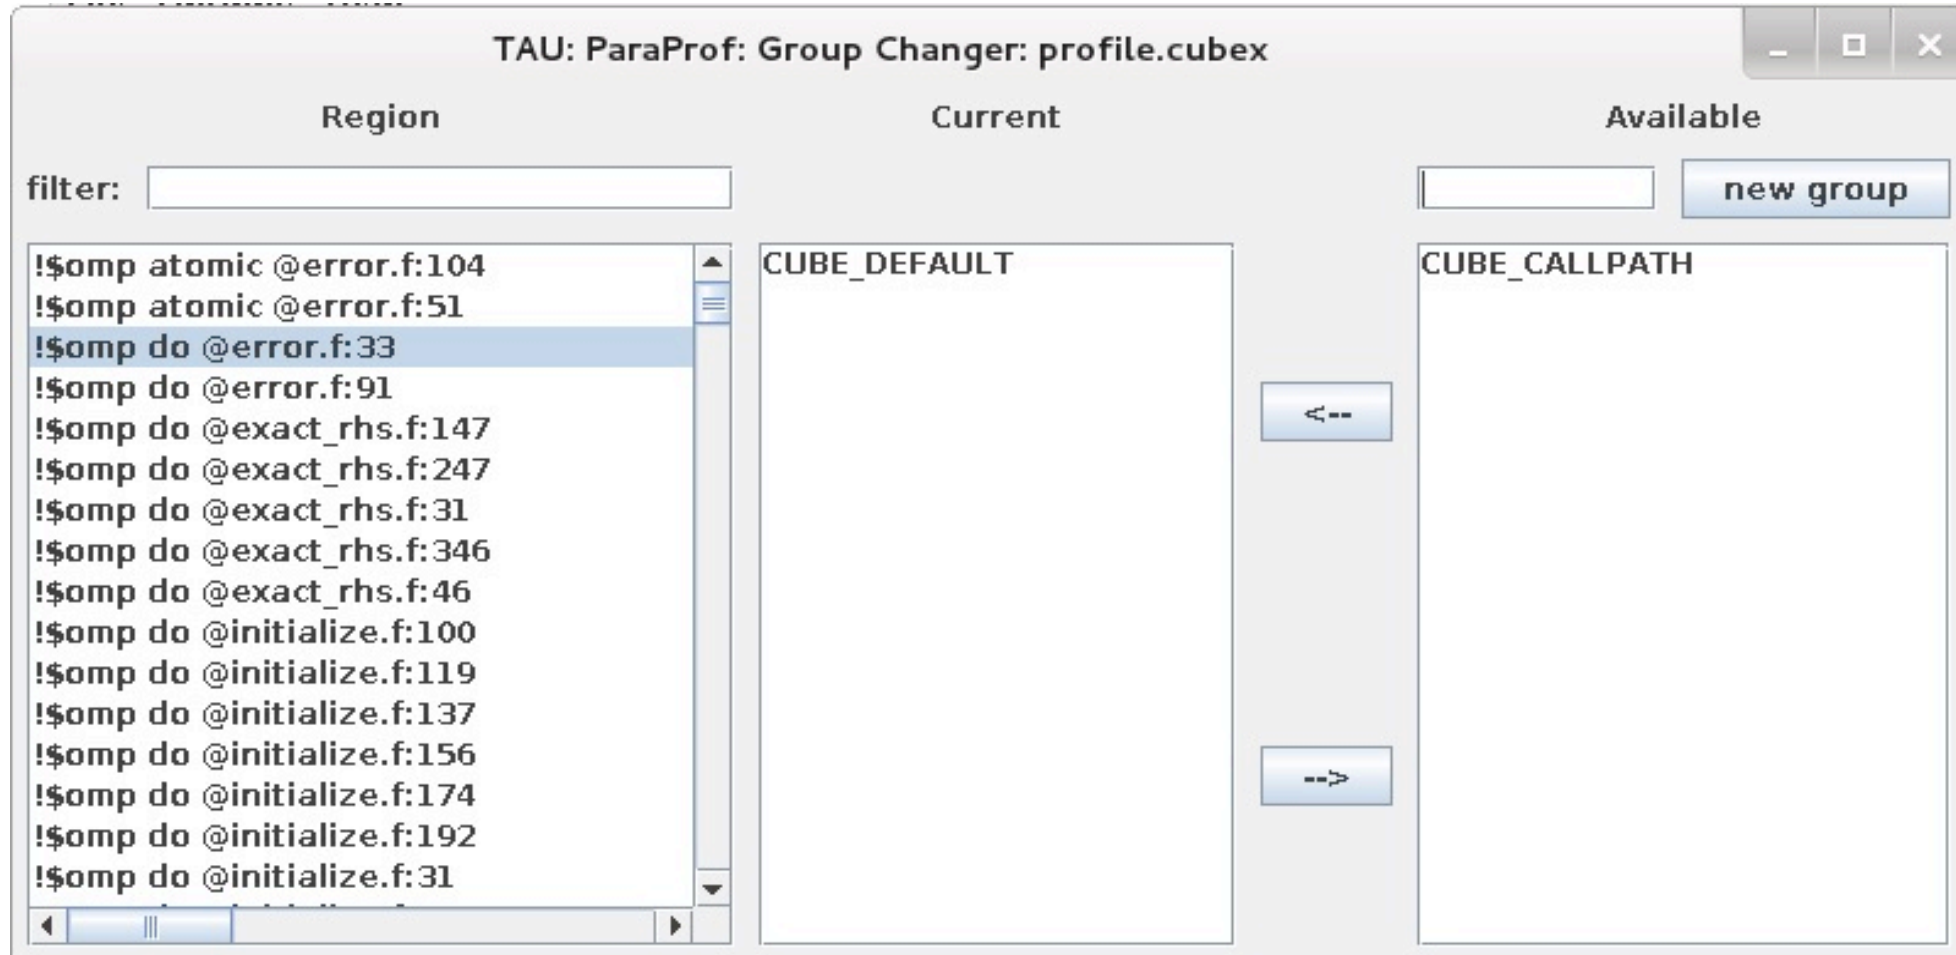 TAU: ParaProf: Group Changer: profile.cubex
Region
Current
Available
filter:
new group
!$omp atomic @error.f:104
!$omp atomic @error.f:51
!$omp do @error.f:33
!$omp do @error.f:91
!$omp do @exact_rhs.f:147
!$omp do @exact_rhs.f:247
!$omp do @exact_rhs.f:31
!$omp do @exact_rhs.f:346
!$omp do @exact_rhs.f:46
!$omp do @initialize.f:100
!$omp do @initialize.f:119
!$omp do @initialize.f:137
!$omp do @initialize.f:156
!$omp do @initialize.f:174
!$omp do @initialize.f:192
!$omp do @initialize.f:31
CUBE_DEFAULT
<--
-->
CUBE_CALLPATH